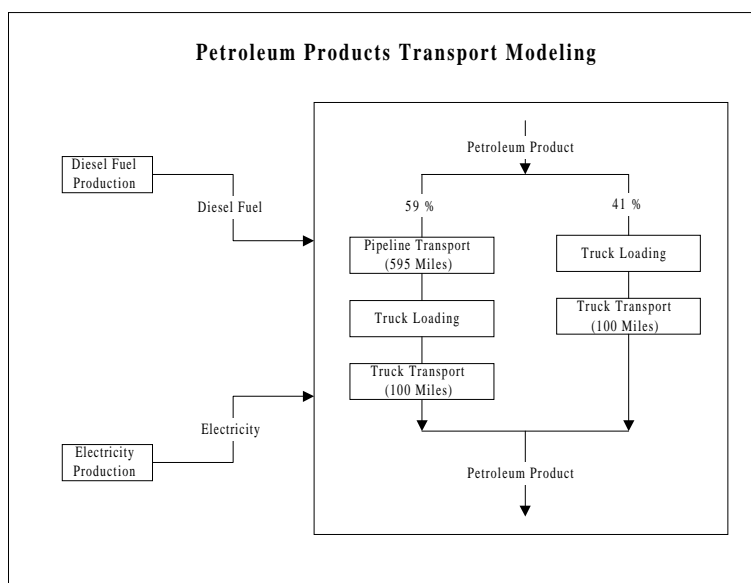 Petroleum Products Transport Modeling
Petroleum Product
Diesel Fuel
Production
Diesel Fuel
59 %
41 %
Pipeline Transport
(595 Miles)
Truck Loading
Truck Loading
Truck Transport
(100 Miles)
Truck Transport
(100 Miles)
Electricity
Electricity
Production
Petroleum Product